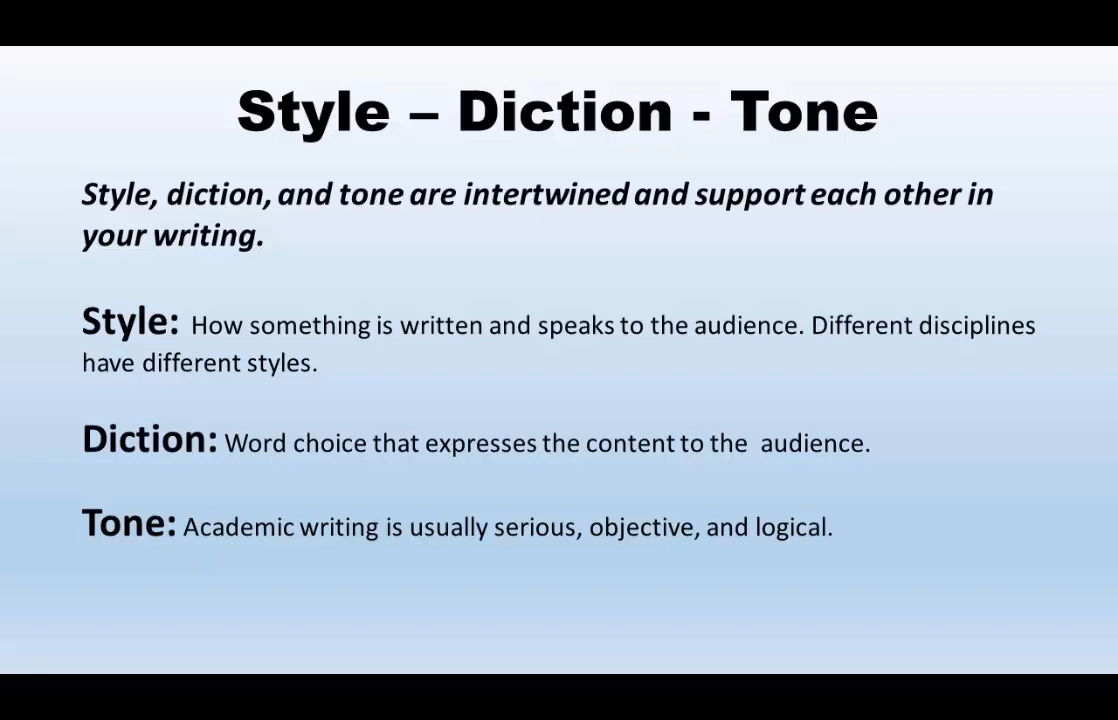 Style – Diction - Tone
Style, diction, and tone are intertwined and support each other in
your writing.
Style: How something is written and speaks to the audience. Different disciplines
have different styles.
Diction: Word choice that expresses the content to the  audience.
Tone: Academic writing is usually serious, objective, and logical.